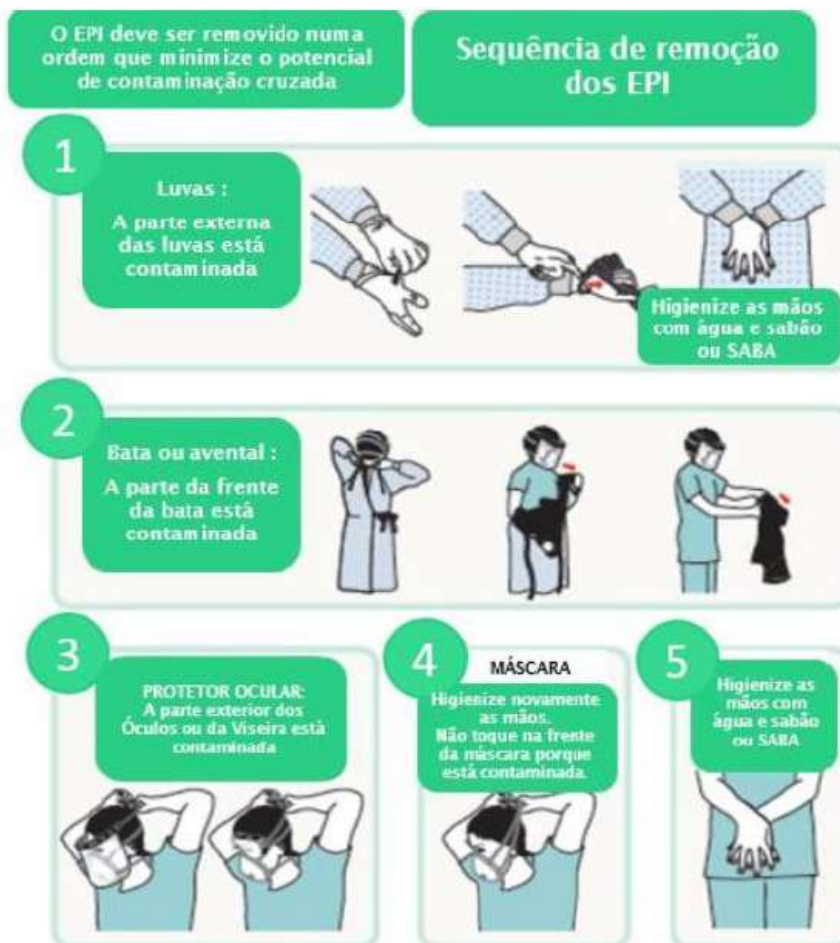 O EPI deve ser removido numa
ordem que minimize o potencial
de contaminação cruzada
Sequência de remoção
dos EPI
1
Luvas :
A parte externa
das luvas está
contaminada
Higienize as mãos
com água e sabão
ou SABA
2
Bata ou avental :
A parte da frente
da bata está
contaminada
3
PROTETOR OCULAR:
A parte exterior dos
Óculos ou da Viseira está
contaminada
4
MÁSCARA
Higienize novamente
as mãos.
Não toque na frente
da máscara porque
está contaminada.
5
Higienize as
mãos com
água e sabão
ou SABA